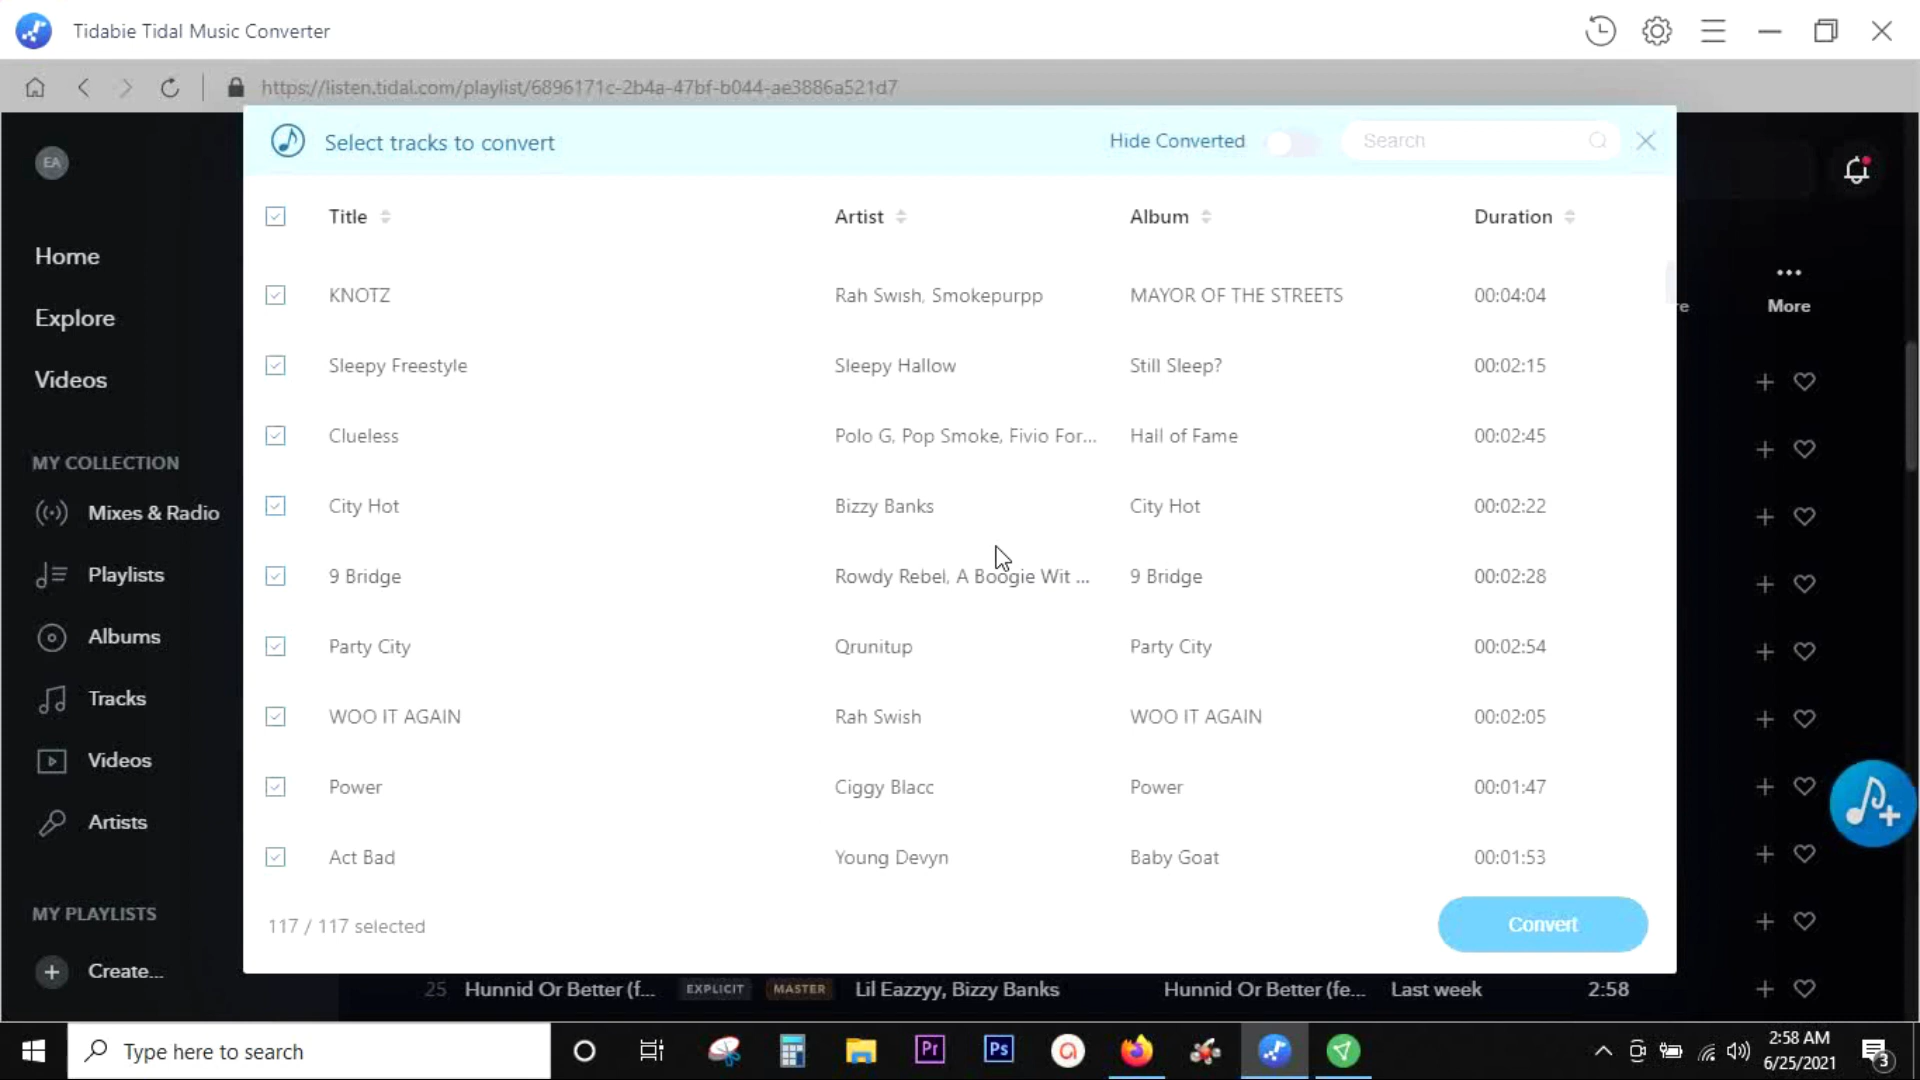 Tidabie Tidal Music Converter
https://listen.tidal.com/playlist/6896171c-2b4a-47bf-b044-ae3886a521d7
EA
Select tracks to convert
Hide Converted
Search
Title
Artist
Album
Duration
Home
Explore
Videos
More
re
KNOTZ Rah Swish, Smokepurpp MAYOR OF THE STREETS 00:04:04
Sleepy Freestyle Sleepy Hallow Still Sleep? 00:02:15
Clueless Polo G, Pop Smoke, Fivio For... Hall of Fame 00:02:45
City Hot Bizzy Banks City Hot 00:02:22
9 Bridge Rowdy Rebel, A Boogie Wit ... 9 Bridge 00:02:28
Party City Qrunitup Party City 00:02:54
WOO IT AGAIN Rah Swish WOO IT AGAIN 00:02:05
Power Ciggy Blacc Power 00:01:47
Act Bad Young Devyn Baby Goat 00:01:53
MY COLLECTION
Mixes & Radio
Playlists
Albums
Tracks
Videos
Artists
MY PLAYLISTS
Create...
117 / 117 selected
Convert
25 Hunnid Or Better (f... EXPLICIT MASTER Lil Eazzyy, Bizzy Banks Hunnid Or Better (fe... Last week 2:58
Type here to search
Pr
Ps
2:58 AM
6/25/2021
3